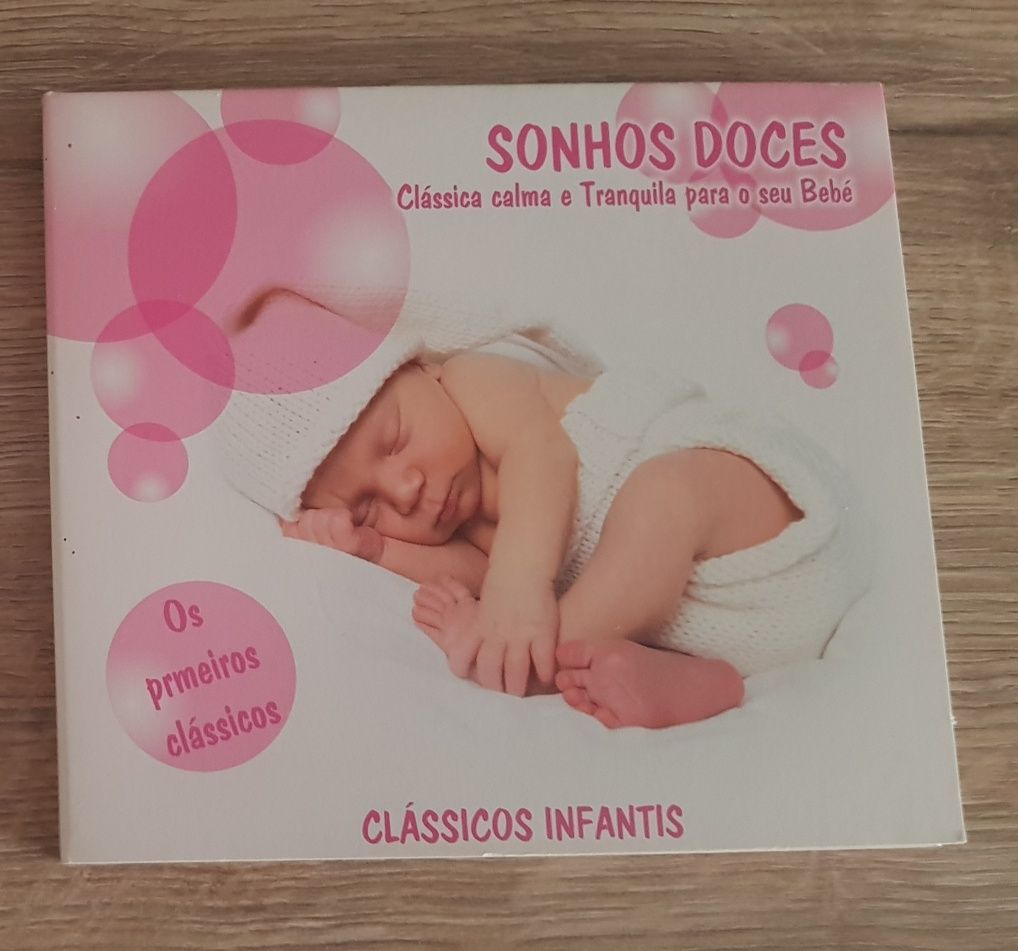 SONHOS DOCES
Clássica calma e Tranquila para o seu Bebé
Os
prmeiros
clássicos
CLÁSSICOS INFANTIS